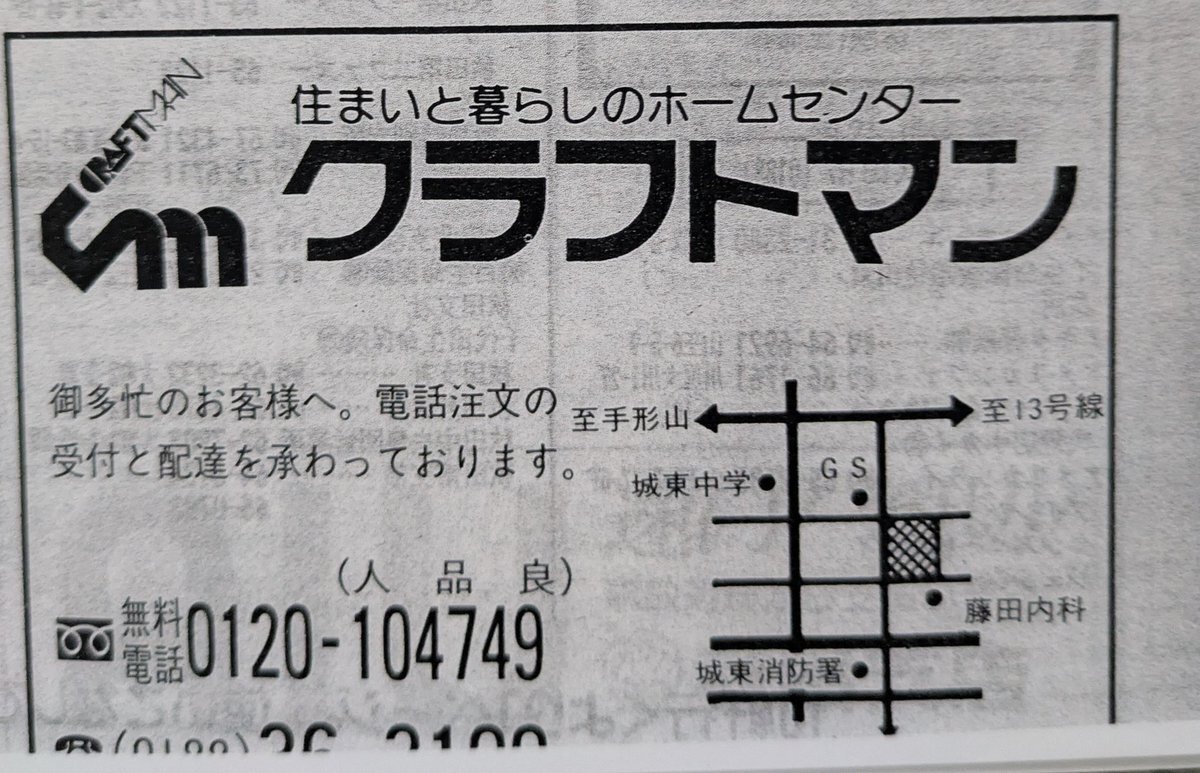 CRAFTMAN
住まいと暮らしのホームセンター
クラフトマン
御多忙のお客様へ。電話注文の
受付と配達を承わっております。
(人品良)
無料電話 0120-104749
至手形山
至13号線
城東中学
GS
藤田内科
城東消防署